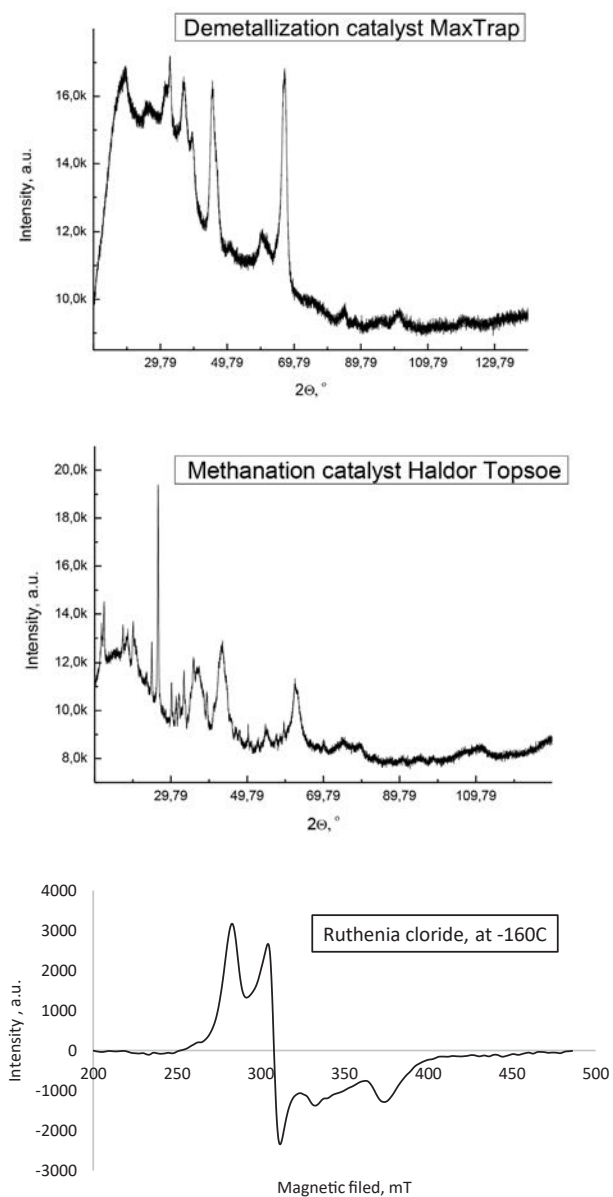 Demetallization catalyst MaxTrap
Intensity, a.u.
16,0k
14,0k
12,0k
10,0k
29,79 49,79 69,79 89,79 109,79 129,79
2Θ, °
Methanation catalyst Haldor Topsoe
Intensity, a.u.
20,0k
18,0k
16,0k
14,0k
12,0k
10,0k
8,0k
29,79 49,79 69,79 89,79 109,79
2Θ, °
Ruthenia cloride, at -160C
Intensity , a.u.
4000
3000
2000
1000
0
-1000
-2000
-3000
200 250 300 350 400 450 500
Magnetic filed, mT